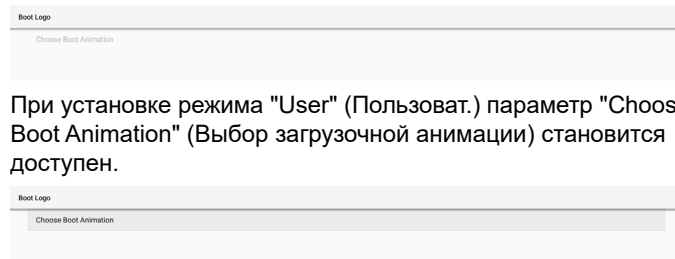 Boot Logo
Choose Boot Animation
При установке режима "User" (Пользоват.) параметр "Choos
Boot Animation" (Выбор загрузочной анимации) становится
доступен.
Boot Logo
Choose Boot Animation